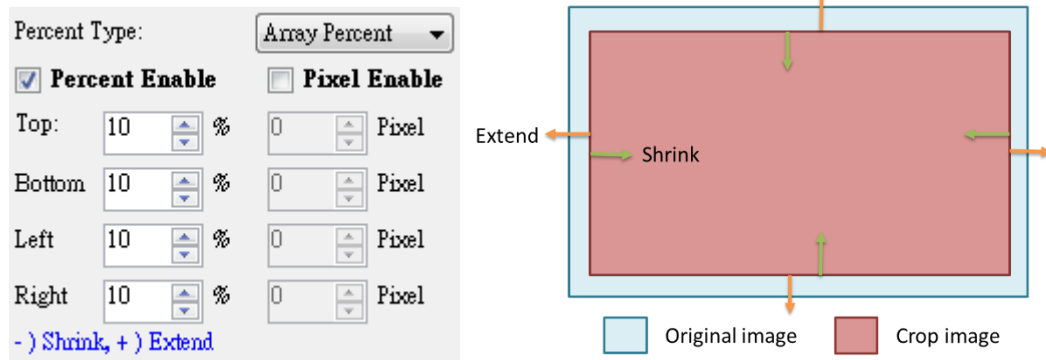 Percent Type: Array Percent
Percent Enable Pixel Enable
Top: 10 % 0 Pixel
Bottom 10 % 0 Pixel
Left 10 % 0 Pixel
Right 10 % 0 Pixel
- ) Shrink, + ) Extend
Extend
Shrink
Original image Crop image